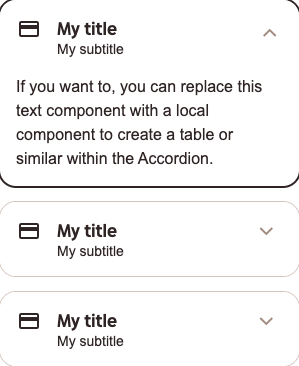 My title
My subtitle
If you want to, you can replace this
text component with a local
component to create a table or
similar within the Accordion.
My title
My subtitle
My title
My subtitle